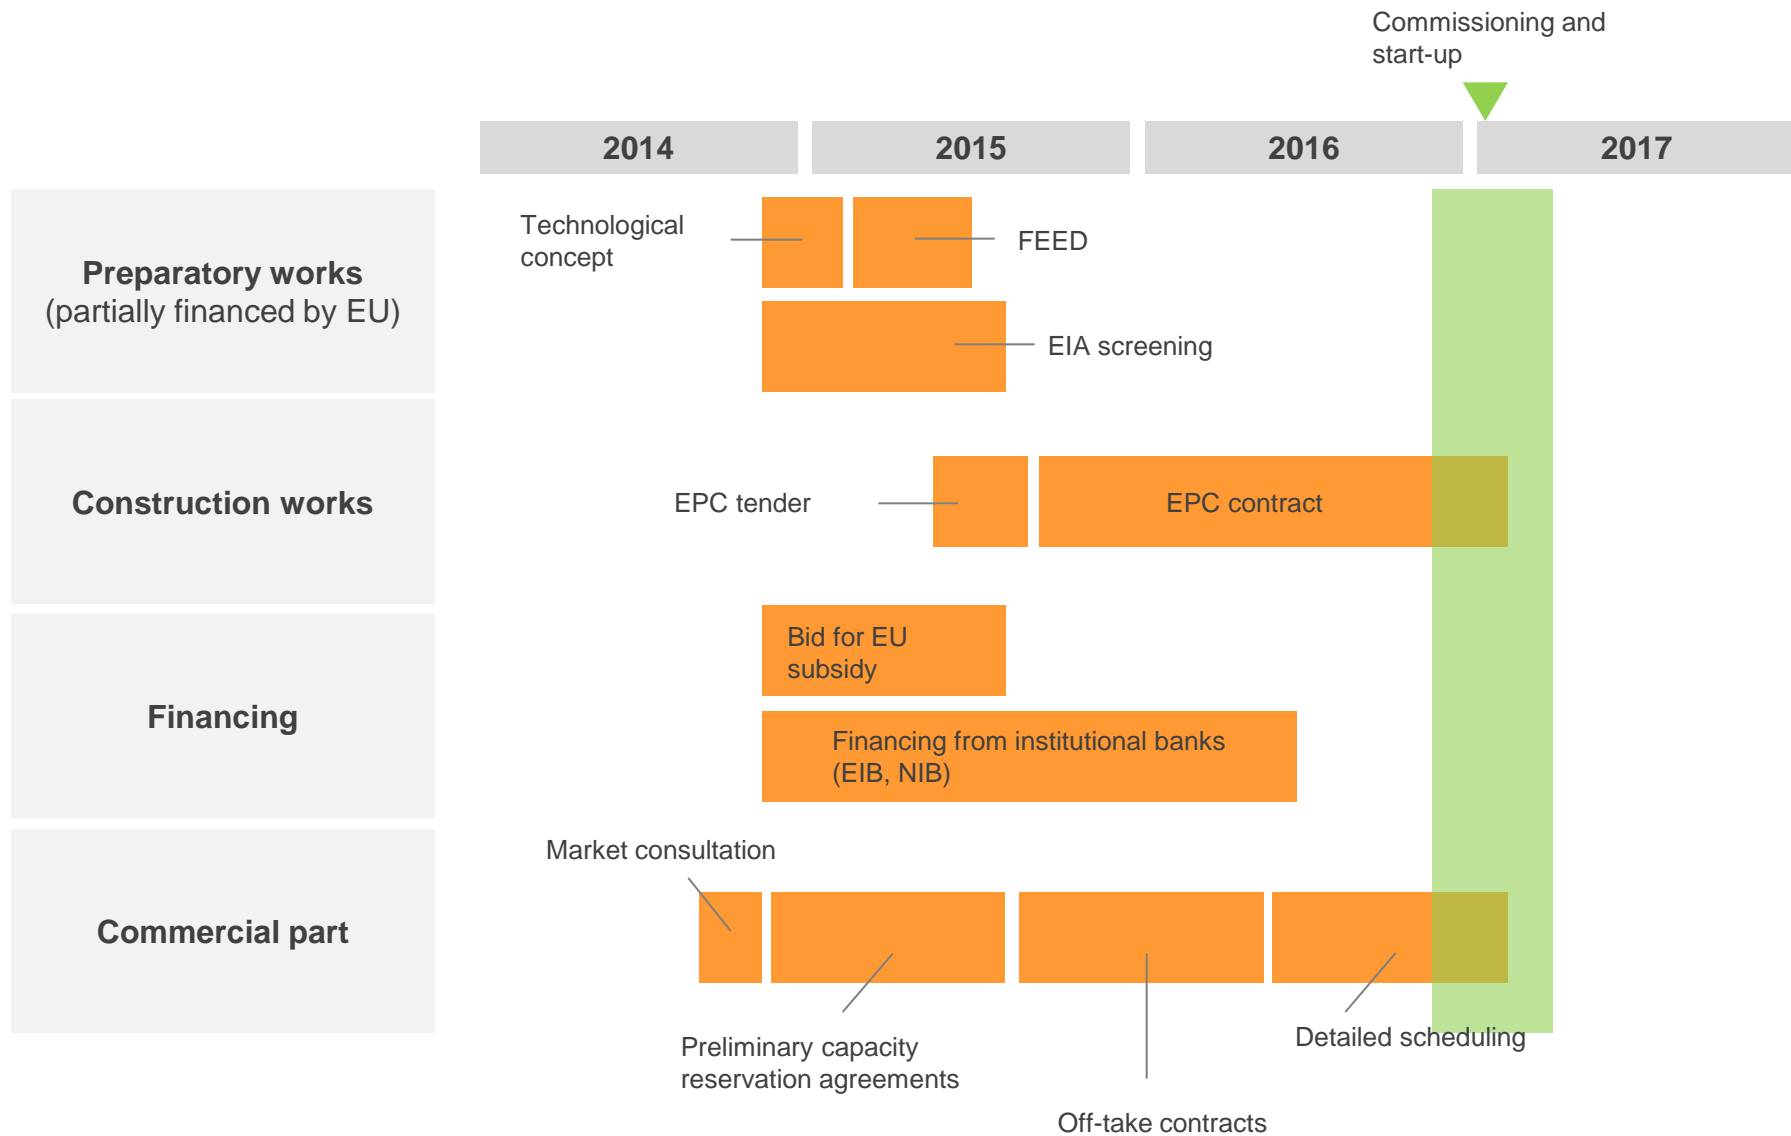 Commissioning and
start-up
2014
2015
2016
2017
Preparatory works
(partially financed by EU)
Technological
concept
FEED
EIA screening
Construction works
EPC tender
EPC contract
Financing
Bid for EU
subsidy
Financing from institutional banks
(EIB, NIB)
Commercial part
Market consultation
Preliminary capacity
reservation agreements
Off-take contracts
Detailed scheduling